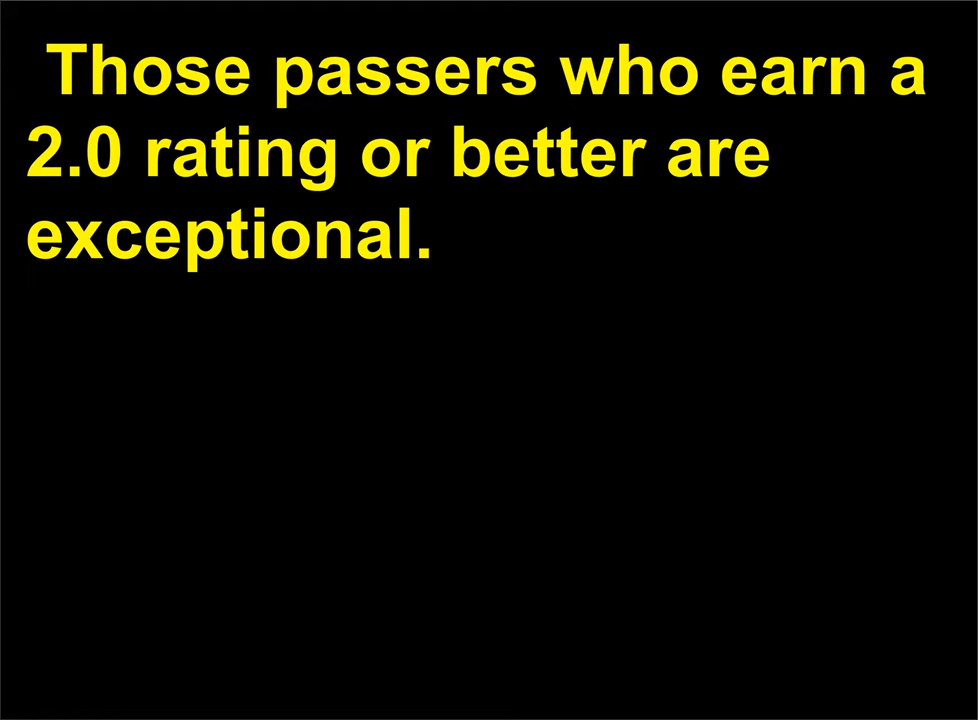 Those passers who earn a
2.0 rating or better are
exceptional.